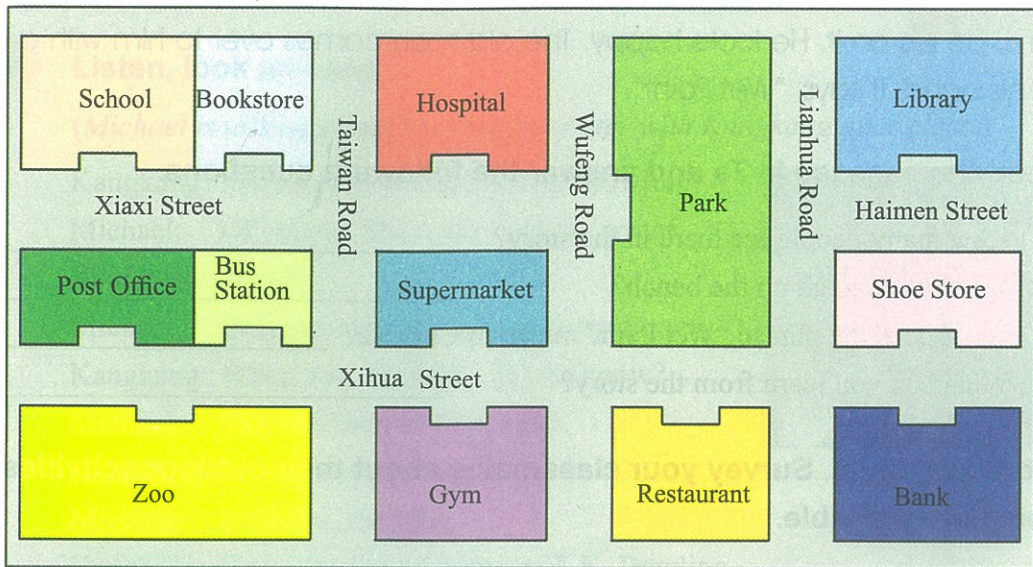 School
Bookstore
Hospital
Library
Taiwan Road
Wufeng Road
Lianhua Road
Xiaxi Street
Park
Haimen Street
Post Office
Bus
Station
Supermarket
Shoe Store
Xihua Street
Zoo
Gym
Restaurant
Bank